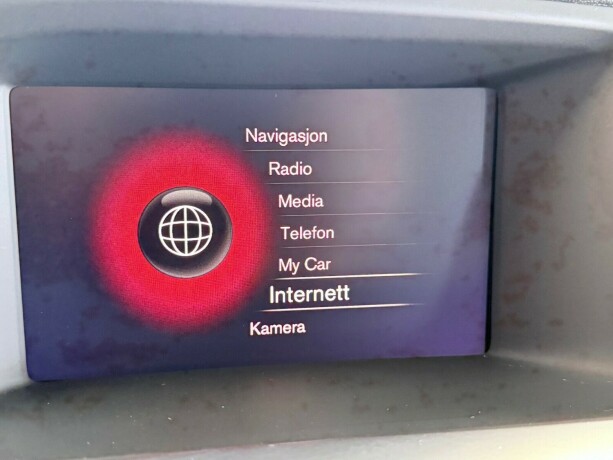 Navigasjon
Radio
Media
Telefon
My Car
Internett
Kamera